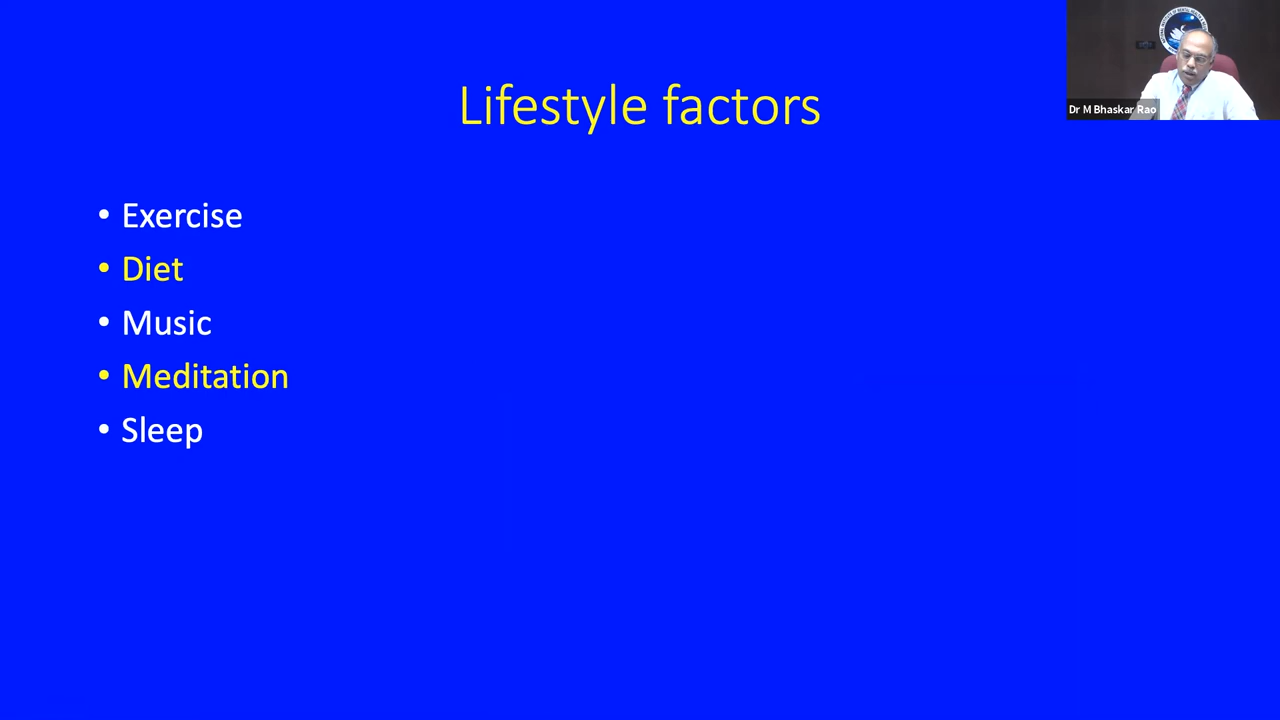 Lifestyle factors
Dr M Bhaskar Rao
• Exercise
• Diet
• Music
• Meditation
• Sleep